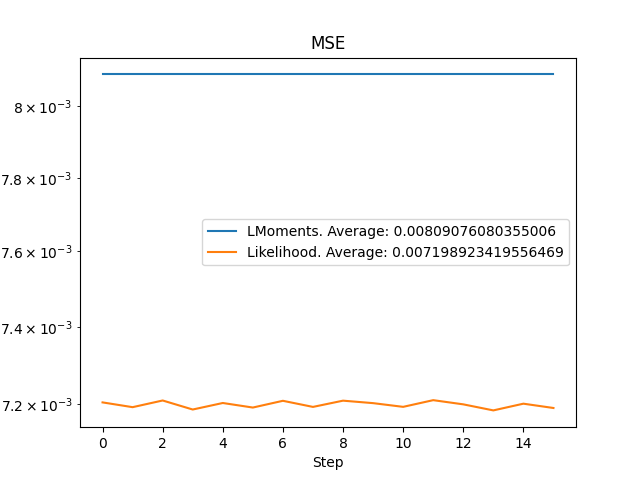 MSE
8 × 10⁻³
7.8 × 10⁻³
7.6 × 10⁻³
7.4 × 10⁻³
7.2 × 10⁻³
LMoments. Average: 0.00809076080355006
Likelihood. Average: 0.007198923419556469
0 2 4 6 8 10 12 14
Step